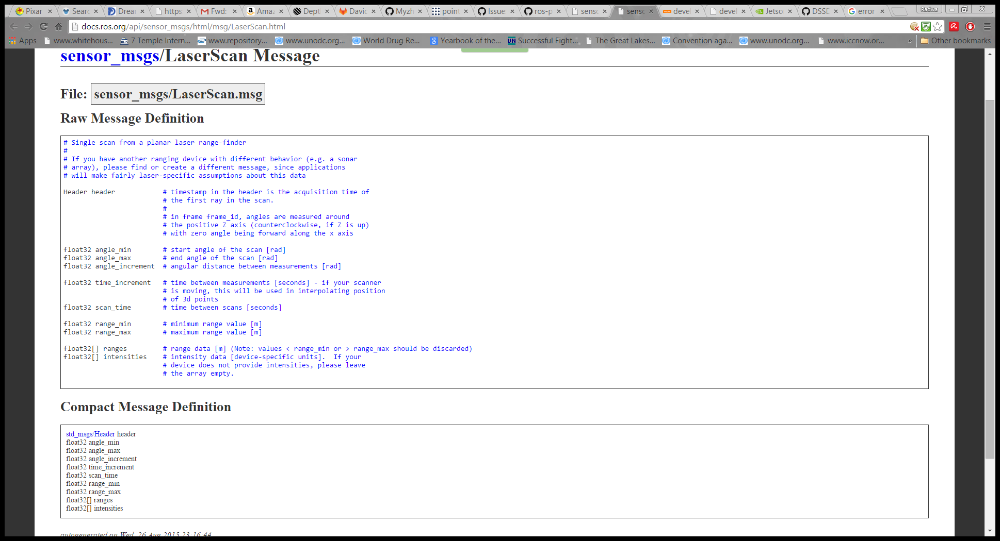 Pixar
Sear
Drear
https
Fwd:
Amaz
Dept
Davic
Myzh
point
Issue
ros-p
sens
sens
devel
devel
Jetso
DSSD
error
Radwa
docs.ros.org/api/sensor_msgs/html/msg/LaserScan.html
Apps
www.whitehous...
7 Temple Intern...
www.repository...
www.unodc.org...
World Drug Re...
Yearbook of the...
UN Successful Fight...
The Great Lakes...
Convention aga...
www.unodc.org...
www.iccnow.or...
»
Other bookmarks
sensor_msgs/LaserScan Message
File: sensor_msgs/LaserScan.msg
Raw Message Definition
# Single scan from a planar laser range-finder
#
# If you have another ranging device with different behavior (e.g. a sonar
# array), please find or create a different message, since applications
# will make fairly laser-specific assumptions about this data
Header header # timestamp in the header is the acquisition time of
# the first ray in the scan.
#
# in frame frame_id, angles are measured around
# the positive Z axis (counterclockwise, if Z is up)
# with zero angle being forward along the x axis
float32 angle_min # start angle of the scan [rad]
float32 angle_max # end angle of the scan [rad]
float32 angle_increment # angular distance between measurements [rad]
float32 time_increment # time between measurements [seconds] - if your scanner
# is moving, this will be used in interpolating position
# of 3d points
float32 scan_time # time between scans [seconds]
float32 range_min # minimum range value [m]
float32 range_max # maximum range value [m]
float32[] ranges # range data [m] (Note: values < range_min or > range_max should be discarded)
float32[] intensities # intensity data [device-specific units].  If your
# device does not provide intensities, please leave
# the array empty.
Compact Message Definition
std_msgs/Header header
float32 angle_min
float32 angle_max
float32 angle_increment
float32 time_increment
float32 scan_time
float32 range_min
float32 range_max
float32[] ranges
float32[] intensities
autogenerated on Wed, 26 Aug 2015 23:16:44